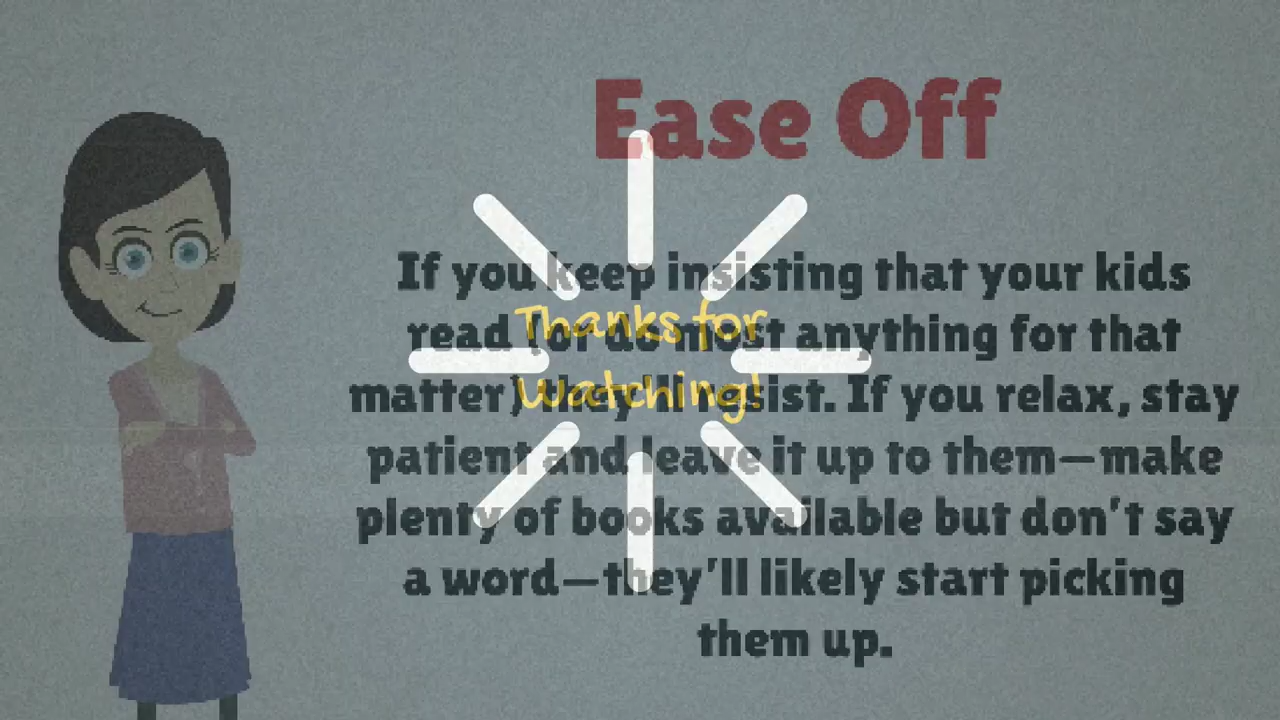 Ease Off
If you keep insisting that your kids
read (or do most anything for that
matter) they'll resist. If you relax, stay
patient and leave it up to them—make
plenty of books available but don't say
a word—they'll likely start picking
them up.
Thanks for
Watching!